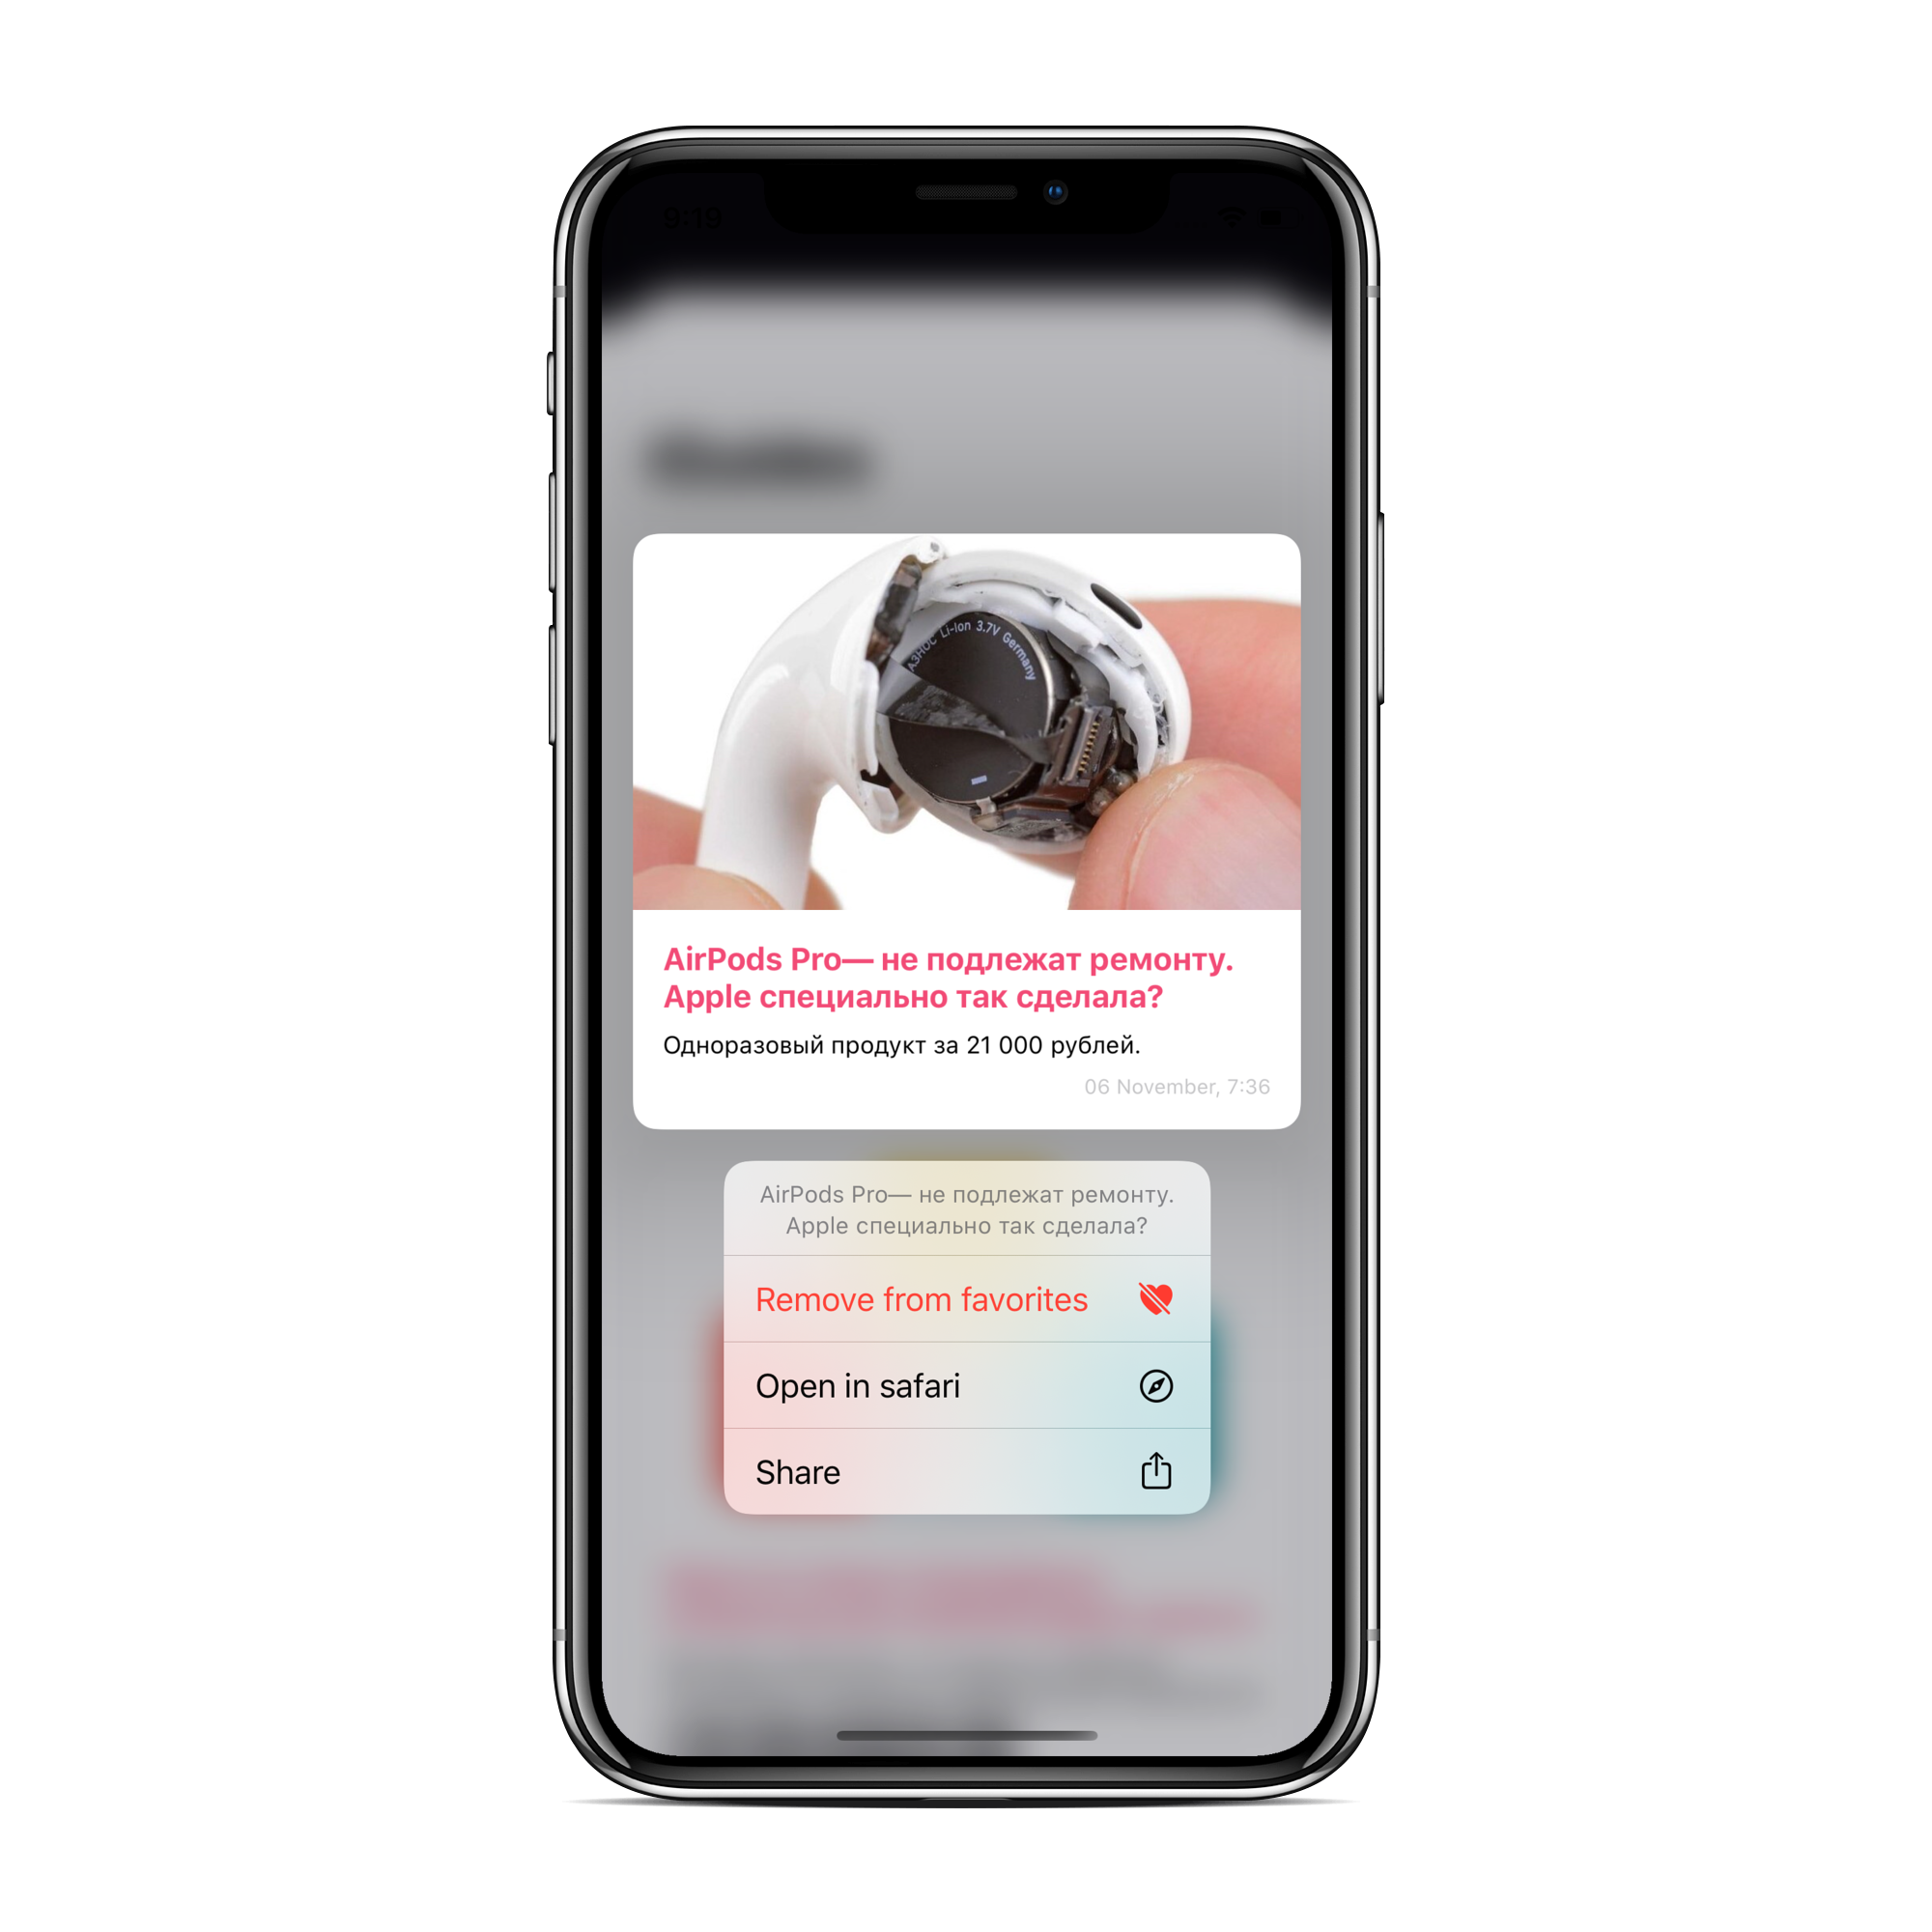 9:19
Li-Ion 3.7V Germany
AirPods Pro— не подлежат ремонту.
Apple специально так сделала?
Одноразовый продукт за 21 000 рублей.
06 November, 7:36
AirPods Pro— не подлежат ремонту.
Apple специально так сделала?
Remove from favorites
Open in safari
Share